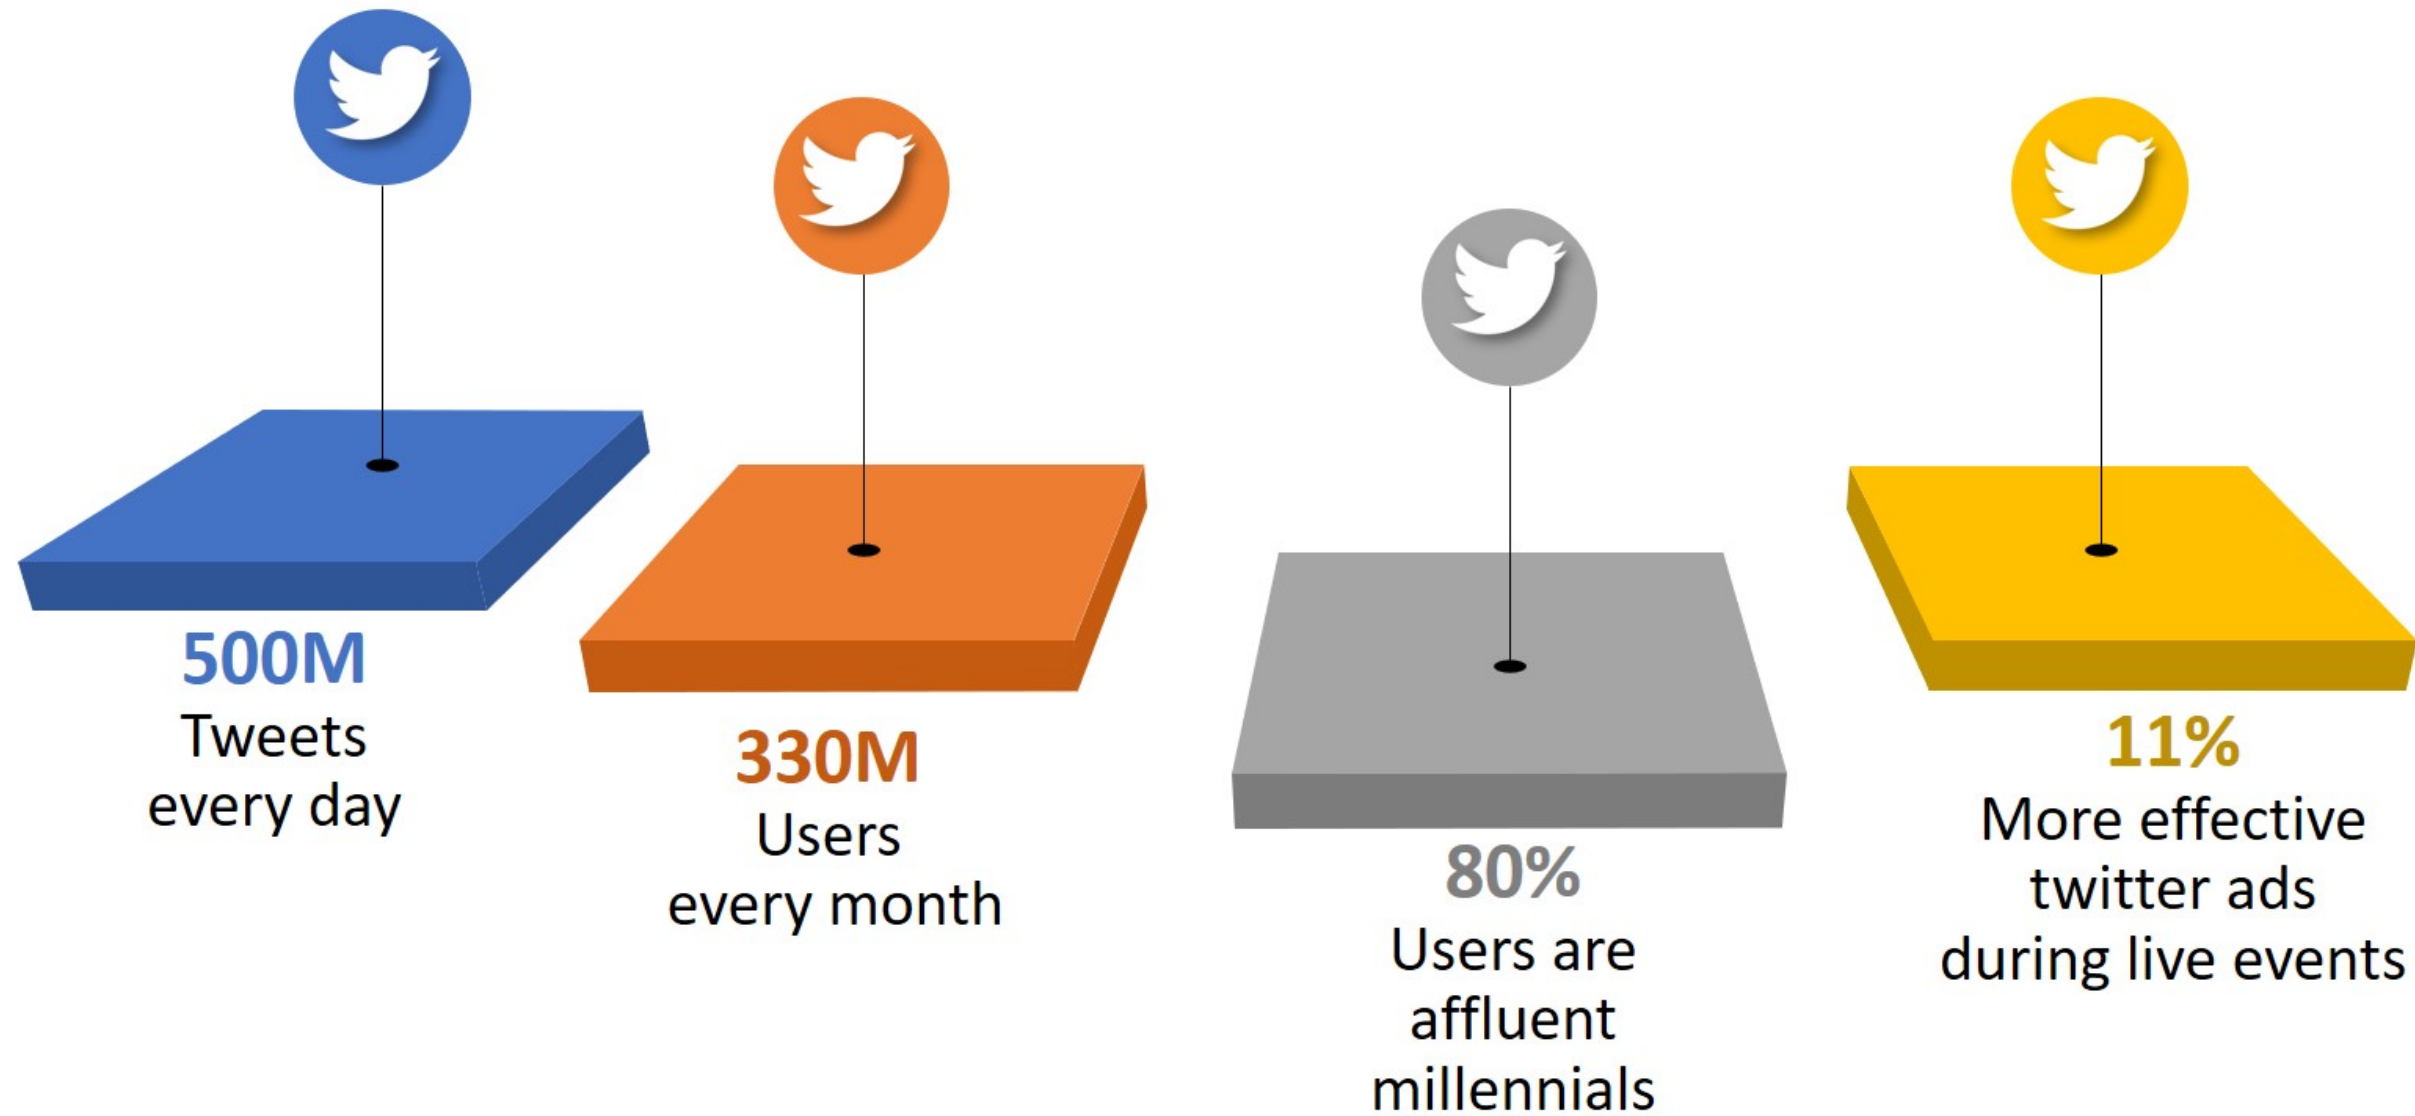 500M
Tweets
every day
330M
Users
every month
80%
Users are
affluent
millennials
11%
More effective
twitter ads
during live events